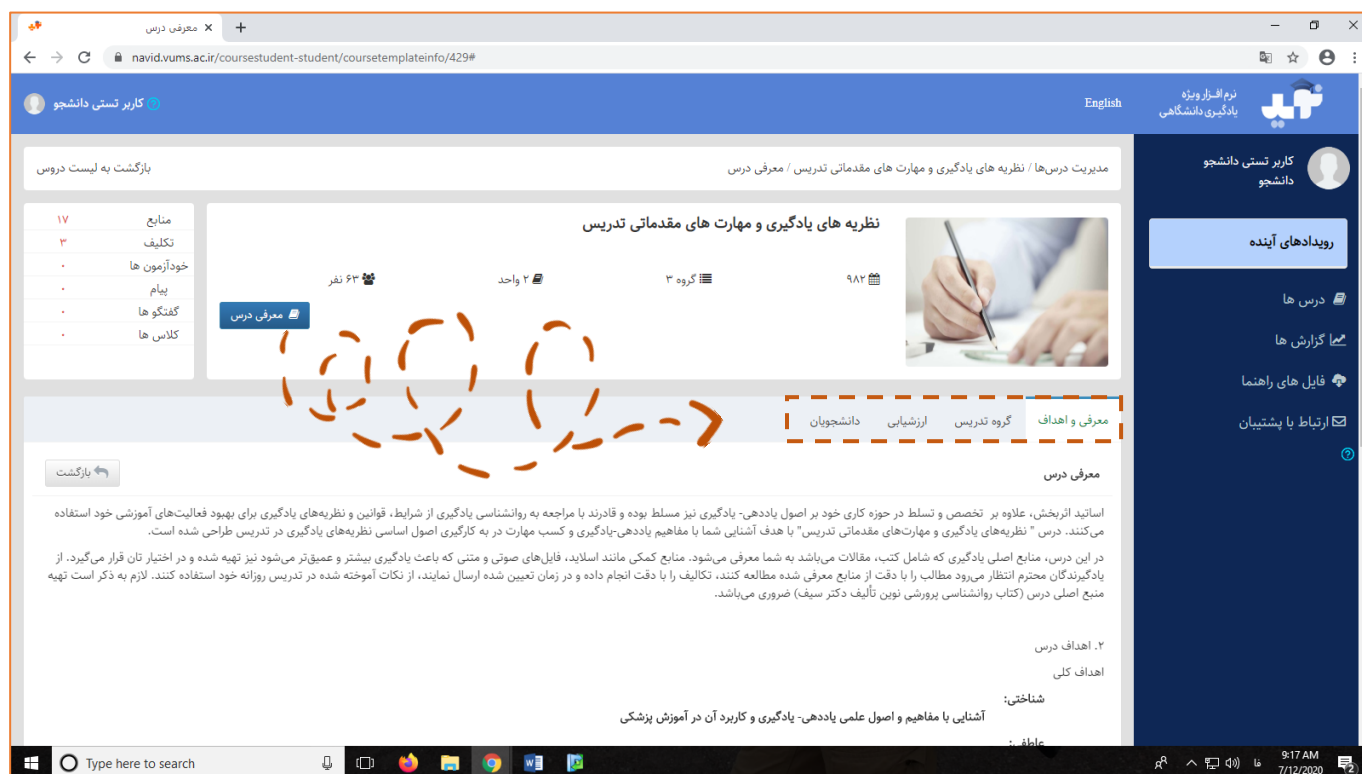 معرفی درس
navid.vums.ac.ir/coursestudent-student/coursetemplateinfo/429#
نرم افـزار ویژه
یادگیری دانشگاهی
نوید
English
کاربر تستی دانشجو
کاربر تستی دانشجو
دانشجو
رویدادهای آینده
درس ها
گزارش ها
فایل های راهنما
ارتباط با پشتیبان
مدیریت درس‌ها / نظریه های یادگیری و مهارت های مقدماتی تدریس / معرفی درس
بازگشت به لیست دروس
نظریه های یادگیری و مهارت های مقدماتی تدریس
۹۸۲ گروه ۳ ۲ واحد ۶۳ نفر
معرفی درس
منابع ۱۷
تکلیف ۳
خودآزمون ها ۰
پیام ۰
گفتگو ها ۰
کلاس ها ۰
معرفی و اهداف گروه تدریس ارزشیابی دانشجویان
معرفی درس
بازگشت
اساتید اثربخش، علاوه بر تخصص و تسلط در حوزه کاری خود بر اصول یاددهی- یادگیری نیز مسلط بوده و قادرند با مراجعه به روانشناسی یادگیری از شرایط، قوانین و نظریه‌های یادگیری برای بهبود فعالیت‌های آموزشی خود استفاده
می‌کنند. درس " نظریه‌های یادگیری و مهارت‌های مقدماتی تدریس" با هدف آشنایی شما با مفاهیم یاددهی-یادگیری و کسب مهارت در به کارگیری اصول اساسی نظریه‌های یادگیری در تدریس طراحی شده است.
در این درس، منابع اصلی یادگیری که شامل کتب، مقالات می‌باشد به شما معرفی می‌شود. منابع کمکی مانند اسلاید، فایل‌های صوتی و متنی که باعث یادگیری بیشتر و عمیق‌تر می‌شود نیز تهیه شده و در اختیار تان قرار می‌گیرد. از
یادگیرندگان محترم انتظار می‌رود مطالب را با دقت از منابع معرفی شده مطالعه کنند، تکالیف را با دقت انجام داده و در زمان تعیین شده ارسال نمایند، از نکات آموخته شده در تدریس روزانه خود استفاده کنند. لازم به ذکر است تهیه
منبع اصلی درس (کتاب روانشناسی پرورشی نوین تألیف دکتر سیف) ضروری می‌باشد.
۲. اهداف درس
اهداف کلی
شناختی:
آشنایی با مفاهیم و اصول علمی یاددهی- یادگیری و کاربرد آن در آموزش پزشکی
عاطفی:
Type here to search
فا
9:17 AM
7/12/2020